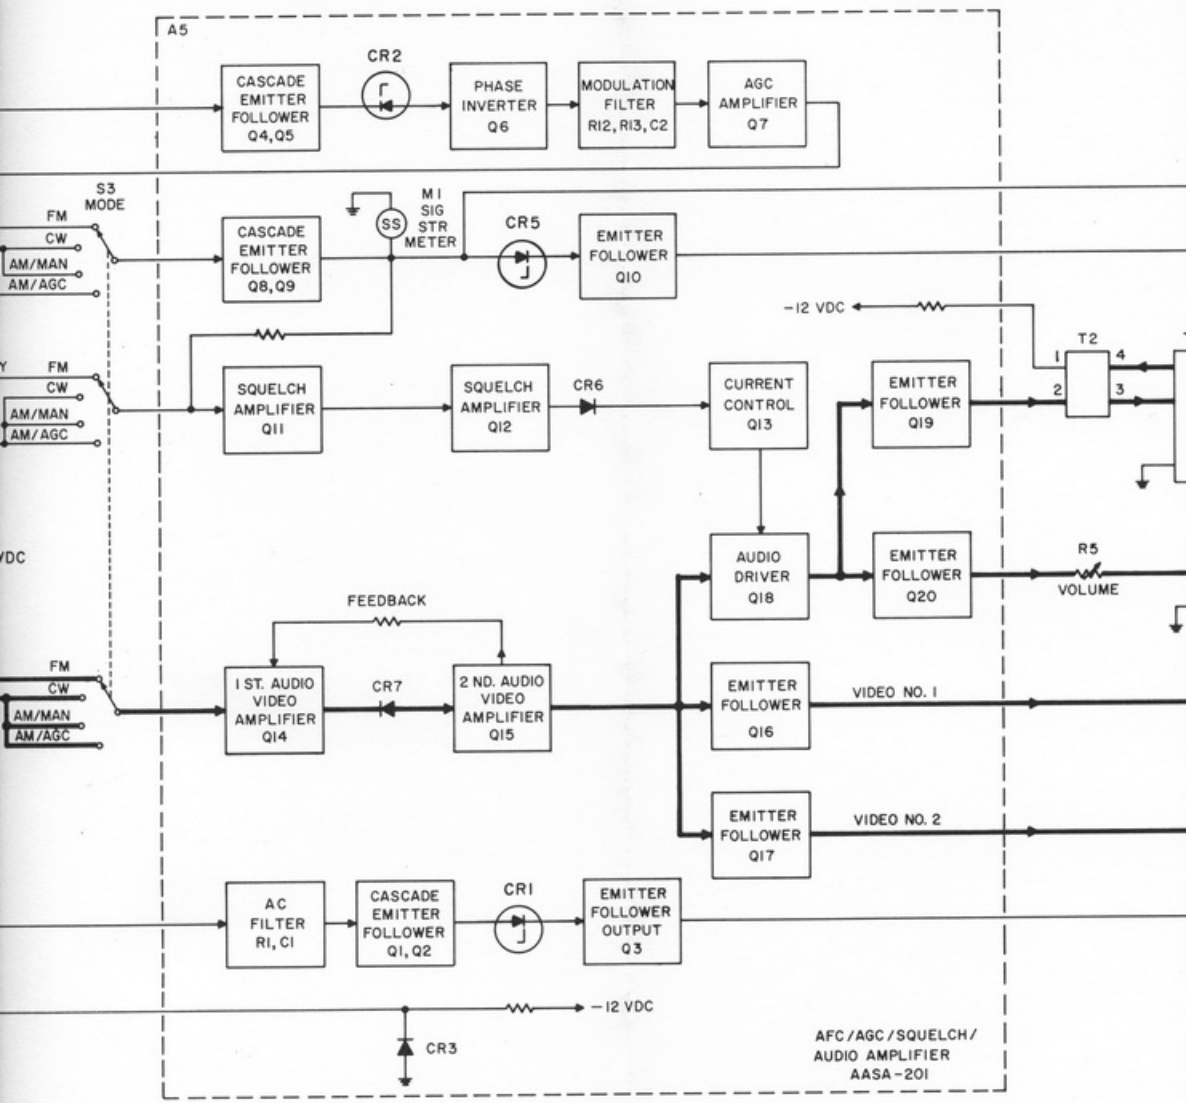 A5
CASCADE
EMITTER
FOLLOWER
Q4,Q5
CR2
PHASE
INVERTER
Q6
MODULATION
FILTER
R12, R13, C2
AGC
AMPLIFIER
Q7
S3
MODE
FM
CW
AM/MAN
AM/AGC
CASCADE
EMITTER
FOLLOWER
Q8, Q9
SS
M1
SIG
STR
METER
CR5
EMITTER
FOLLOWER
Q10
-12 VDC
T2
1
2
4
3
Y
FM
CW
AM/MAN
AM/AGC
SQUELCH
AMPLIFIER
Q11
SQUELCH
AMPLIFIER
Q12
CR6
CURRENT
CONTROL
Q13
EMITTER
FOLLOWER
Q19
VDC
AUDIO
DRIVER
Q18
EMITTER
FOLLOWER
Q20
R5
VOLUME
FEEDBACK
FM
CW
AM/MAN
AM/AGC
1 ST. AUDIO
VIDEO
AMPLIFIER
Q14
CR7
2 ND. AUDIO
VIDEO
AMPLIFIER
Q15
EMITTER
FOLLOWER
Q16
VIDEO NO. 1
EMITTER
FOLLOWER
Q17
VIDEO NO. 2
AC
FILTER
R1, C1
CASCADE
EMITTER
FOLLOWER
Q1, Q2
CR1
EMITTER
FOLLOWER
OUTPUT
Q3
-12 VDC
CR3
AFC/AGC/SQUELCH/
AUDIO AMPLIFIER
AASA-201